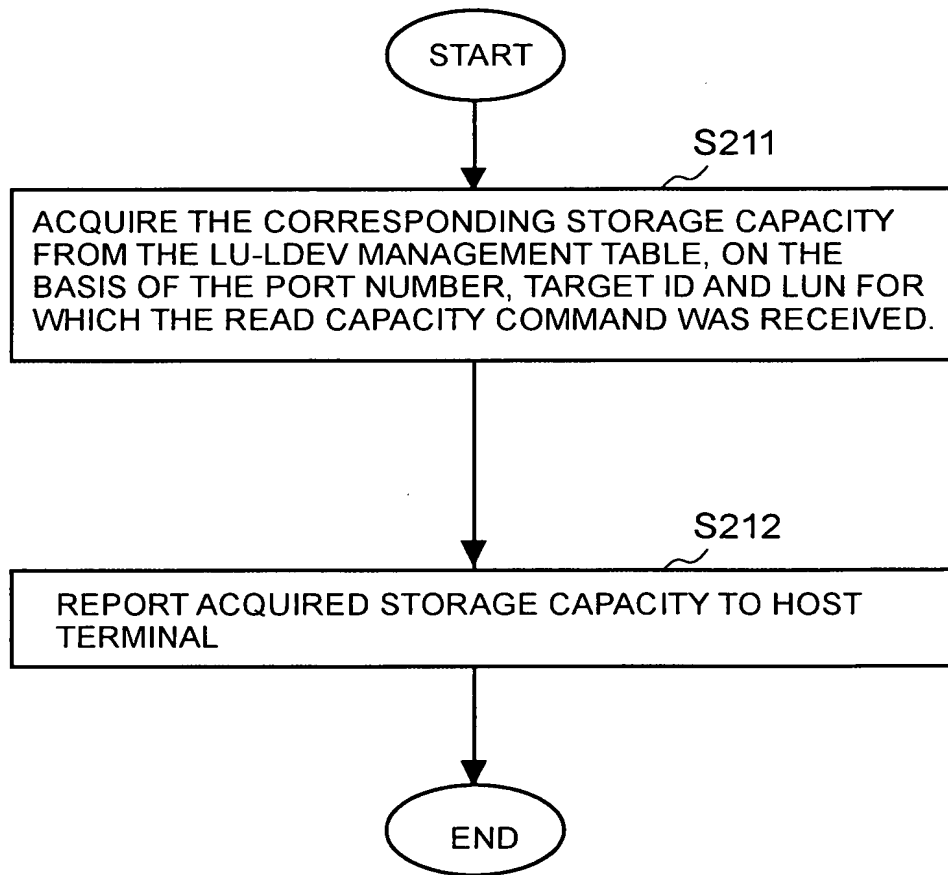 START
S211
ACQUIRE THE CORRESPONDING STORAGE CAPACITY
FROM THE LU-LDEV MANAGEMENT TABLE, ON THE
BASIS OF THE PORT NUMBER, TARGET ID AND LUN FOR
WHICH THE READ CAPACITY COMMAND WAS RECEIVED.
S212
REPORT ACQUIRED STORAGE CAPACITY TO HOST
TERMINAL
END